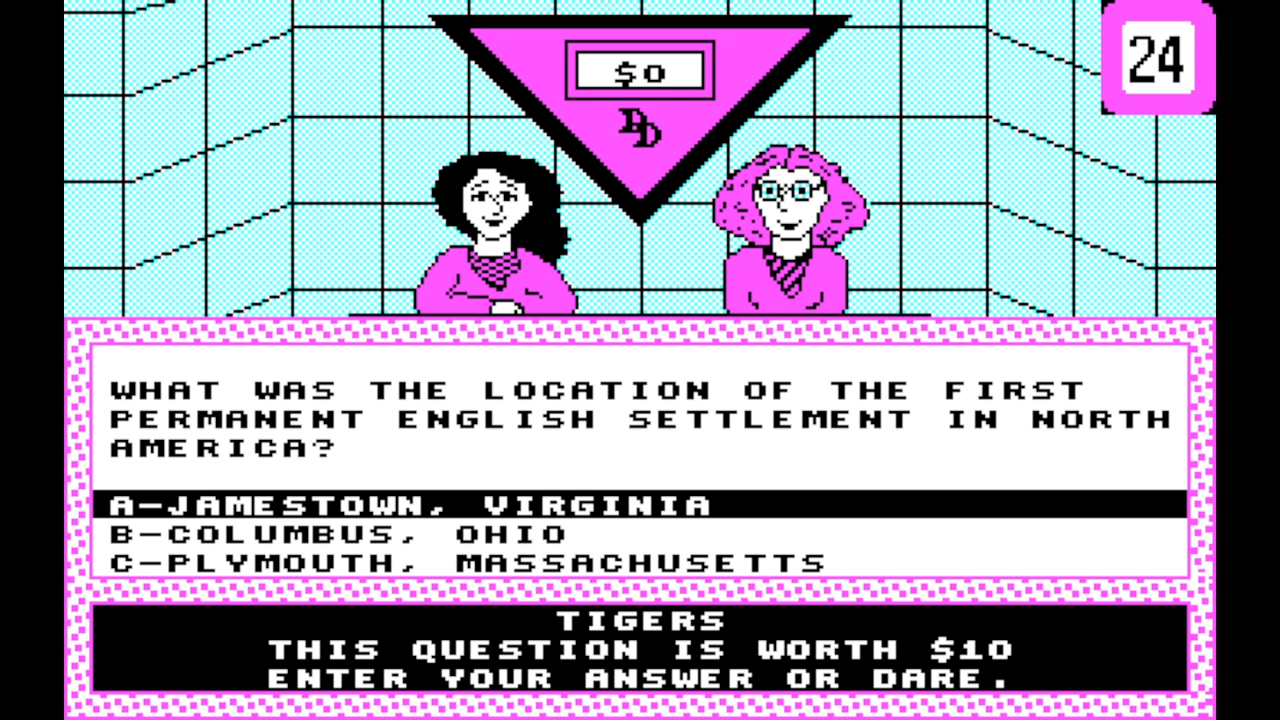 $0
24
DD
WHAT WAS THE LOCATION OF THE FIRST
PERMANENT ENGLISH SETTLEMENT IN NORTH
AMERICA?
A-JAMESTOWN, VIRGINIA
B-COLUMBUS, OHIO
C-PLYMOUTH, MASSACHUSETTS
TIGERS
THIS QUESTION IS WORTH $10
ENTER YOUR ANSWER OR DARE.